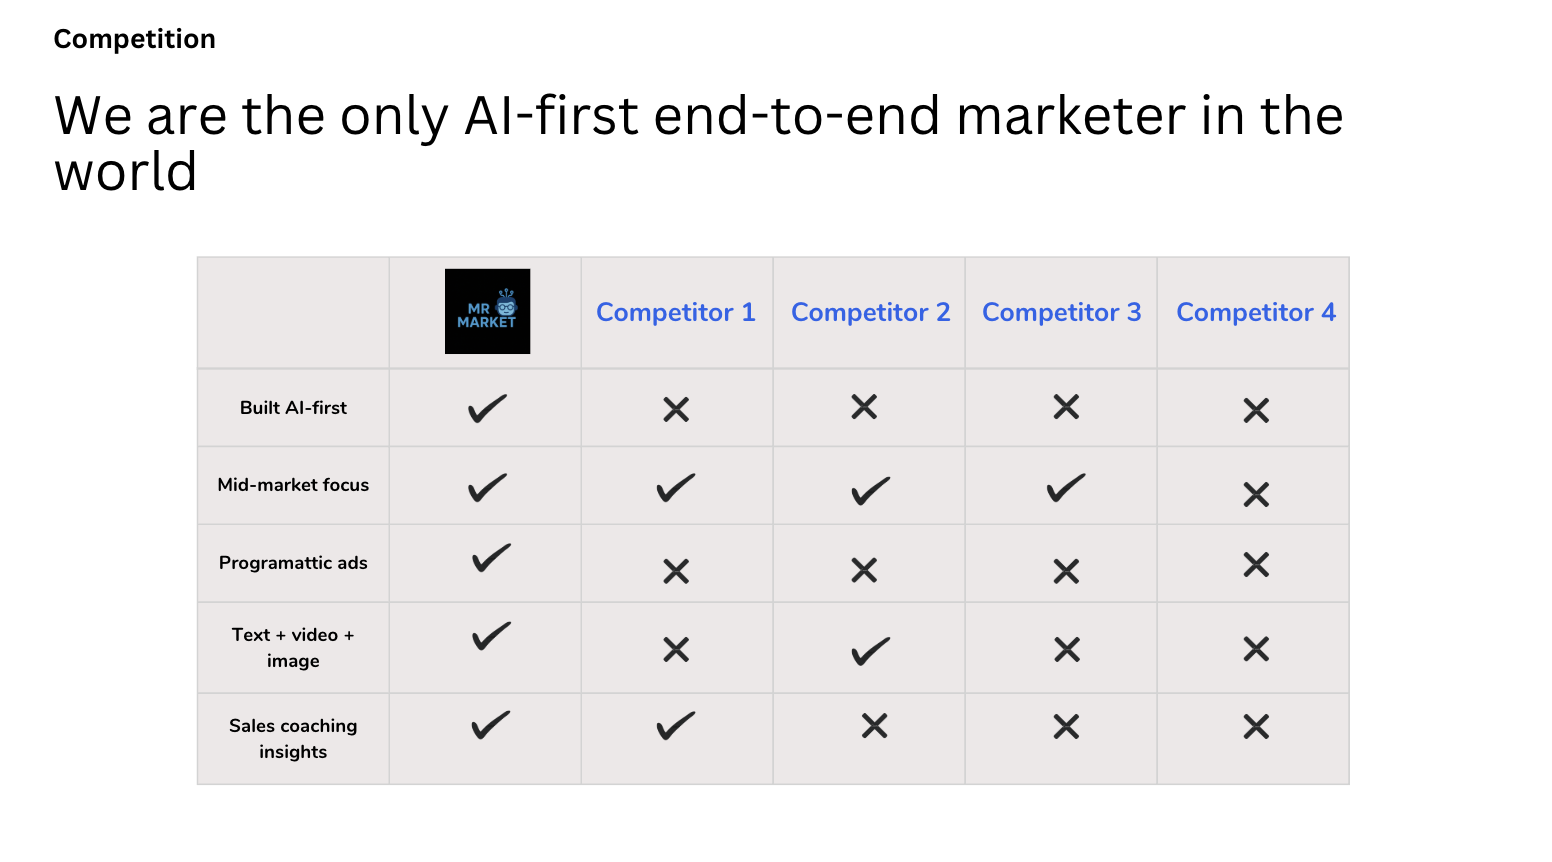 Competition
We are the only AI-first end-to-end marketer in the
world
MR
MARKET
Competitor 1
Competitor 2
Competitor 3
Competitor 4
Built AI-first
Mid-market focus
Programattic ads
Text + video +
image
Sales coaching
insights